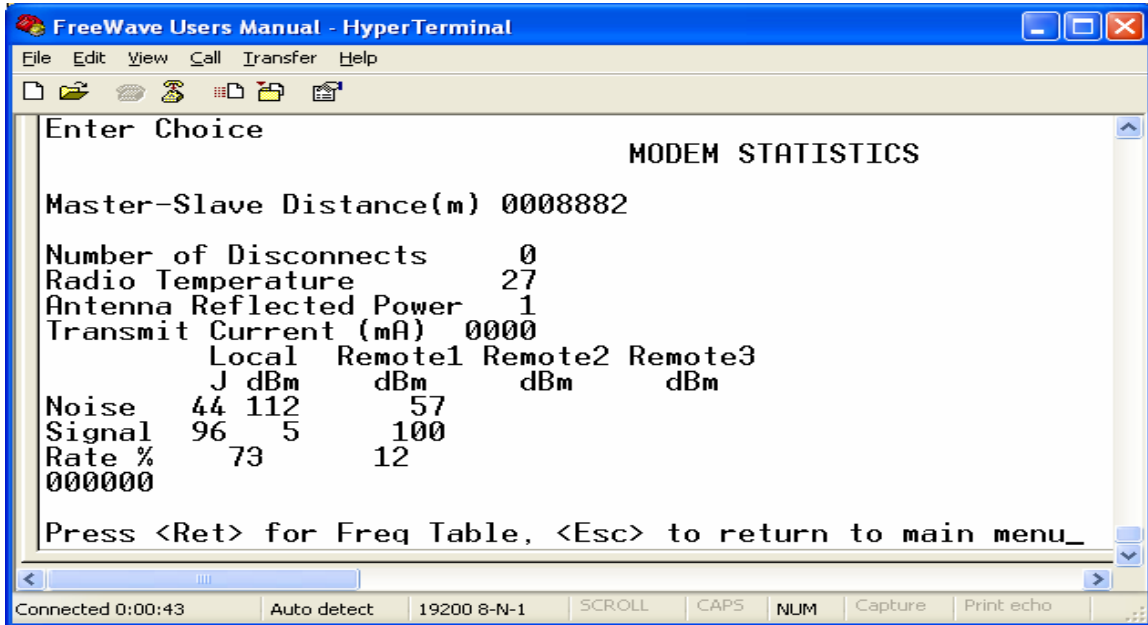 FreeWave Users Manual - HyperTerminal
File Edit View Call Transfer Help
Enter Choice
MODEM STATISTICS
Master-Slave Distance(m) 0008882
Number of Disconnects 0
Radio Temperature 27
Antenna Reflected Power 1
Transmit Current (mA) 0000
Local Remote1 Remote2 Remote3
J dBm dBm dBm dBm
Noise 44 112 57
Signal 96 5 100
Rate % 73 12
000000
Press <Ret> for Freq Table, <Esc> to return to main menu_
Connected 0:00:43 Auto detect 19200 8-N-1 SCROLL CAPS NUM Capture Print echo